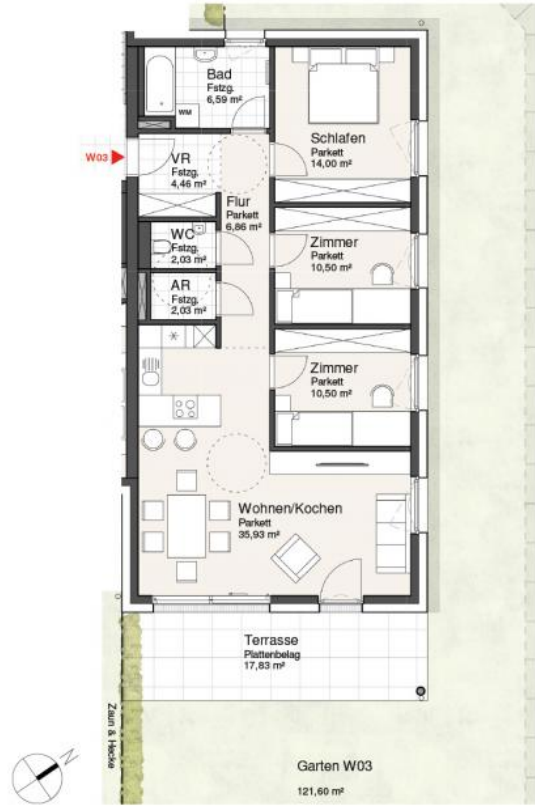 Bad
Fstzg.
6,59 m²
WM
Schlafen
Parkett
14,00 m²
W03
VR
Fstzg.
4,46 m²
Flur
Parkett
6,86 m²
WC
Fstzg.
2,03 m²
Zimmer
Parkett
10,50 m²
AR
Fstzg.
2,03 m²
Zimmer
Parkett
10,50 m²
Wohnen/Kochen
Parkett
35,93 m²
Terrasse
Plattenbelag
17,83 m²
Zaun & Hecke
Garten W03
121,60 m²
N